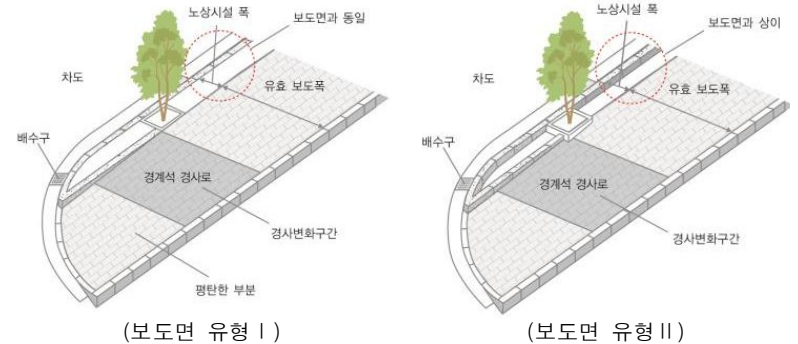 노상시설 폭
보도면과 동일
차도
유효 보도폭
배수구
경계석 경사로
경사변화구간
평탄한 부분
(보도면 유형Ⅰ)
노상시설 폭
보도면과 상이
차도
유효 보도폭
배수구
경계석 경사로
경사변화구간
(보도면 유형Ⅱ)